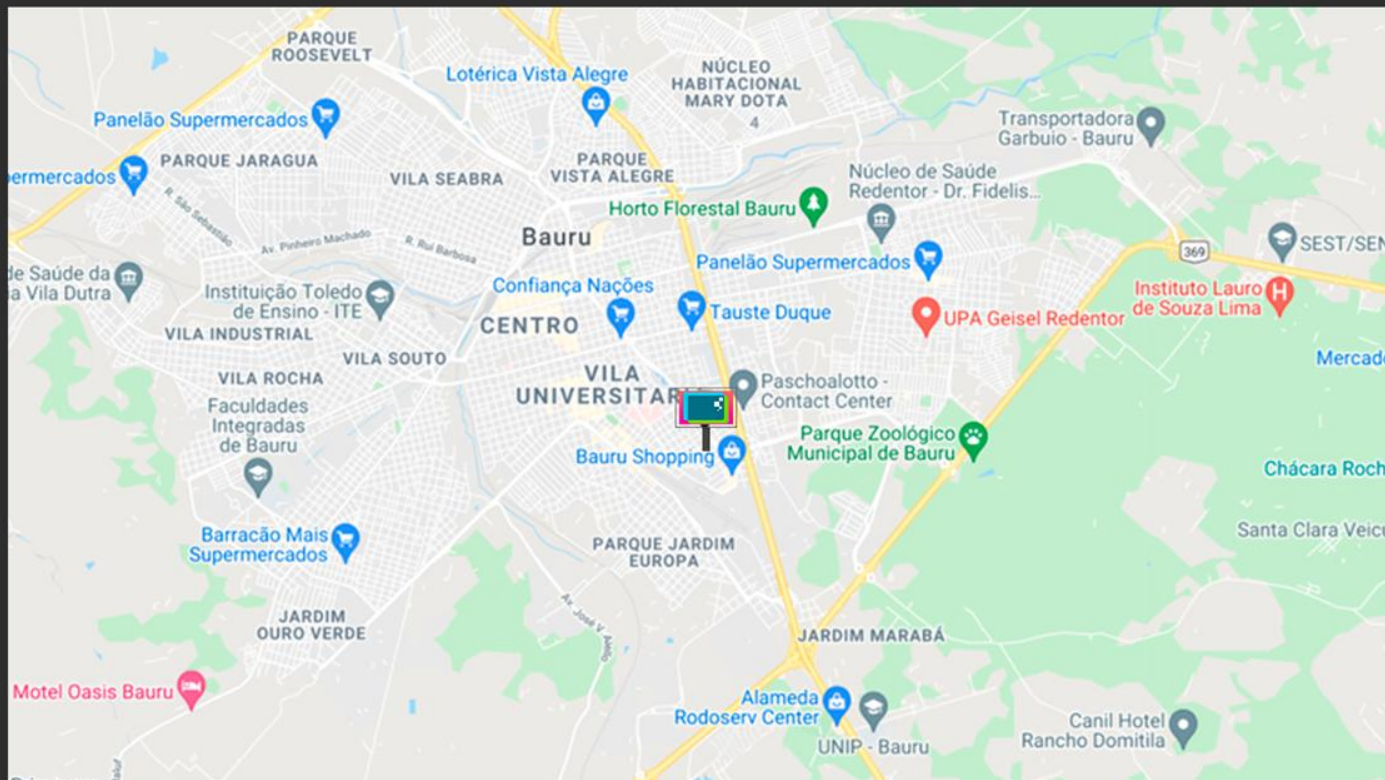 PARQUE
ROOSEVELT
Lotérica Vista Alegre
NÚCLEO
HABITACIONAL
MARY DOTA
4
Panelão Supermercados
Transportadora
Garbuio - Bauru
PARQUE JARAGUA
PARQUE
VISTA ALEGRE
ermercados
VILA SEABRA
Núcleo de Saúde
Redentor - Dr. Fidelis...
R. São Sebastião
Horto Florestal Bauru
Av. Pinheiro Machado
R. Rui Barbosa
Bauru
369
SEST/SEN
Panelão Supermercados
de Saúde da
a Vila Dutra
Instituição Toledo
de Ensino - ITE
Confiança Nações
Instituto Lauro
de Souza Lima
Tauste Duque
UPA Geisel Redentor
CENTRO
VILA INDUSTRIAL
VILA SOUTO
Mercado
VILA ROCHA
VILA
UNIVERSITAR
Paschoalotto -
Contact Center
Faculdades
Integradas
de Bauru
Parque Zoológico
Municipal de Bauru
Bauru Shopping
Chácara Roch
Barracão Mais
Supermercados
Santa Clara Veicu
PARQUE JARDIM
EUROPA
JARDIM
OURO VERDE
JARDIM MARABÁ
Motel Oasis Bauru
Alameda
Rodoserv Center
UNIP - Bauru
Canil Hotel
Rancho Domitila